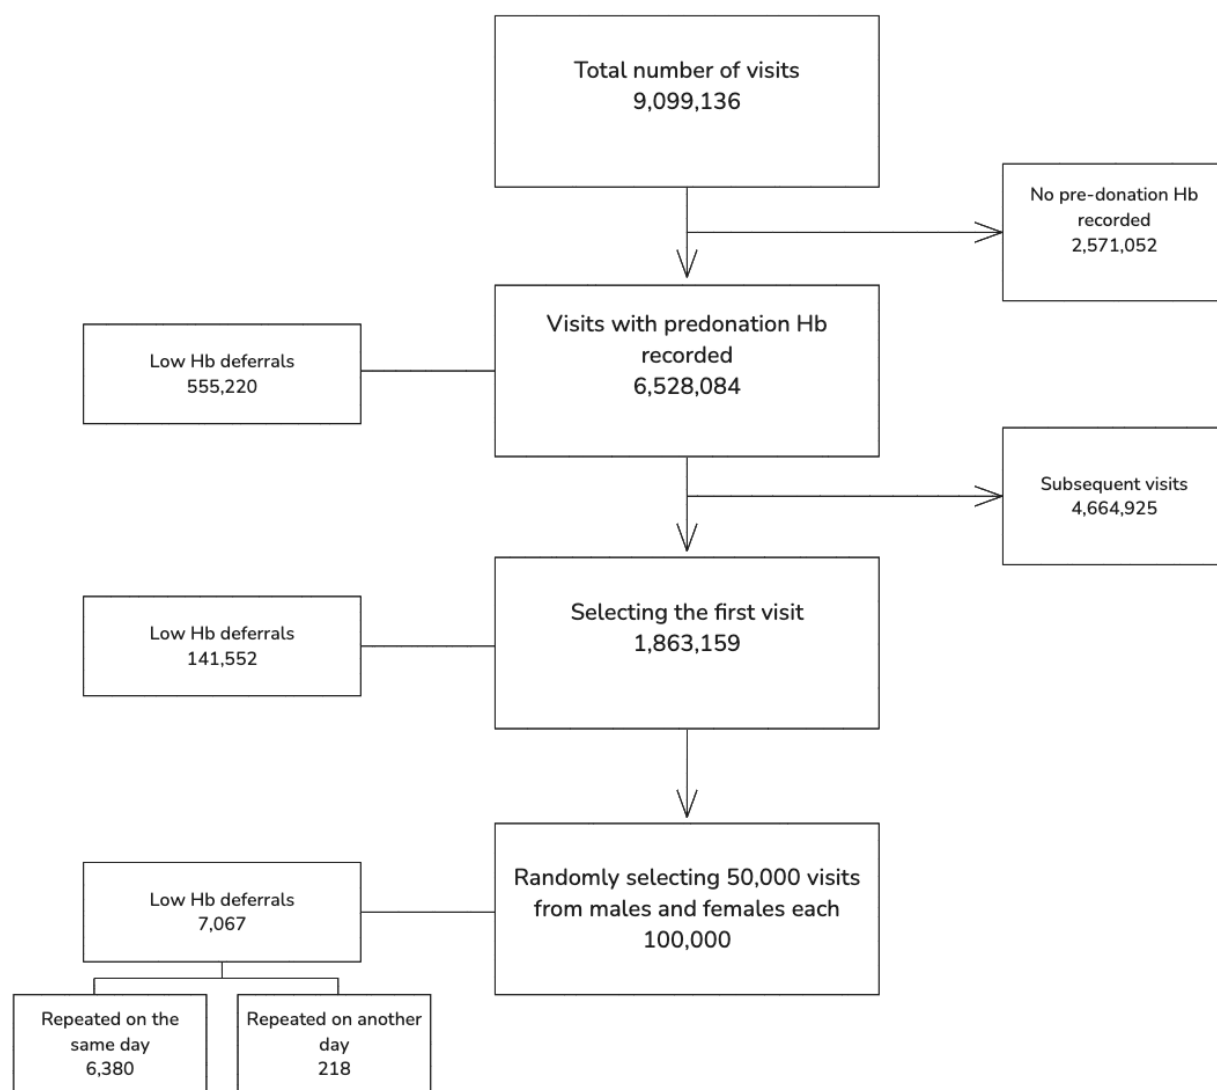 Total number of visits
9,099,136
No pre-donation Hb
recorded
2,571,052
Visits with predonation Hb
recorded
6,528,084
Low Hb deferrals
555,220
Subsequent visits
4,664,925
Selecting the first visit
1,863,159
Low Hb deferrals
141,552
Randomly selecting 50,000 visits
from males and females each
100,000
Low Hb deferrals
7,067
Repeated on the
same day
6,380
Repeated on another
day
218